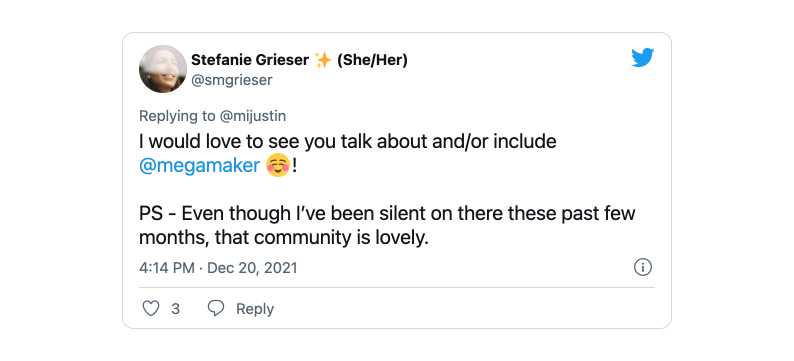 Stefanie Grieser ✨ (She/Her)
@smgrieser
Replying to @mijustin
I would love to see you talk about and/or include
@megamaker ☺️!
PS - Even though I’ve been silent on there these past few
months, that community is lovely.
4:14 PM · Dec 20, 2021
3 Reply